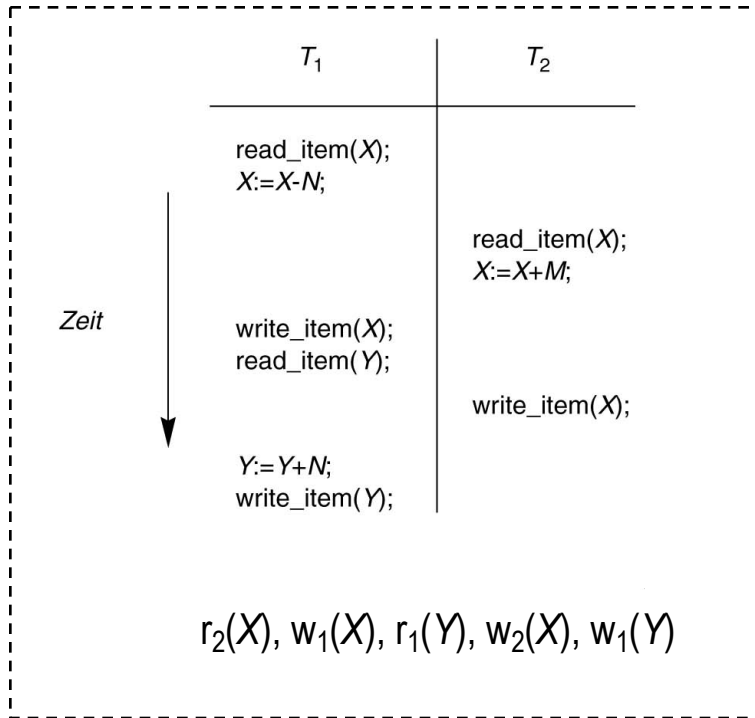 T₁ T₂
read_item(X);
X:=X-N;
read_item(X);
X:=X+M;
Zeit
write_item(X);
read_item(Y);
write_item(X);
Y:=Y+N;
write_item(Y);
r₂(X), w₁(X), r₁(Y), w₂(X), w₁(Y)